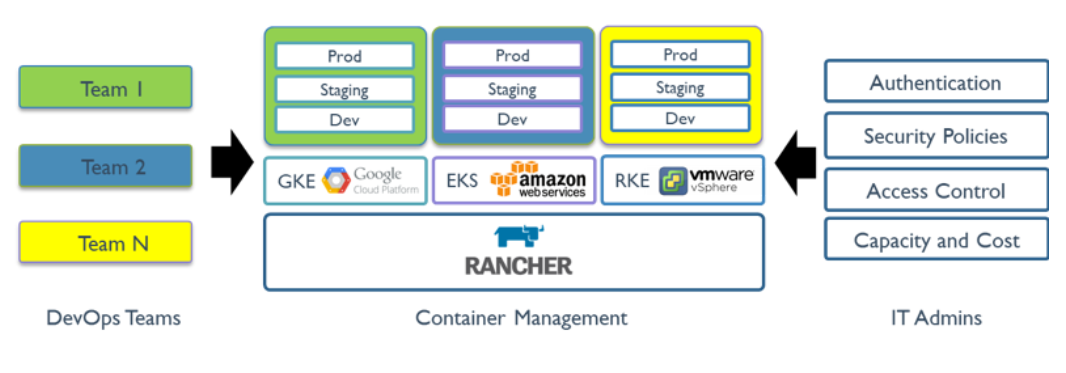 Team 1
Team 2
Team N
DevOps Teams
Prod
Staging
Dev
Prod
Staging
Dev
Prod
Staging
Dev
GKE Google
Cloud Platform
EKS amazon
webservices
RKE vmware
vSphere
RANCHER
Container Management
Authentication
Security Policies
Access Control
Capacity and Cost
IT Admins